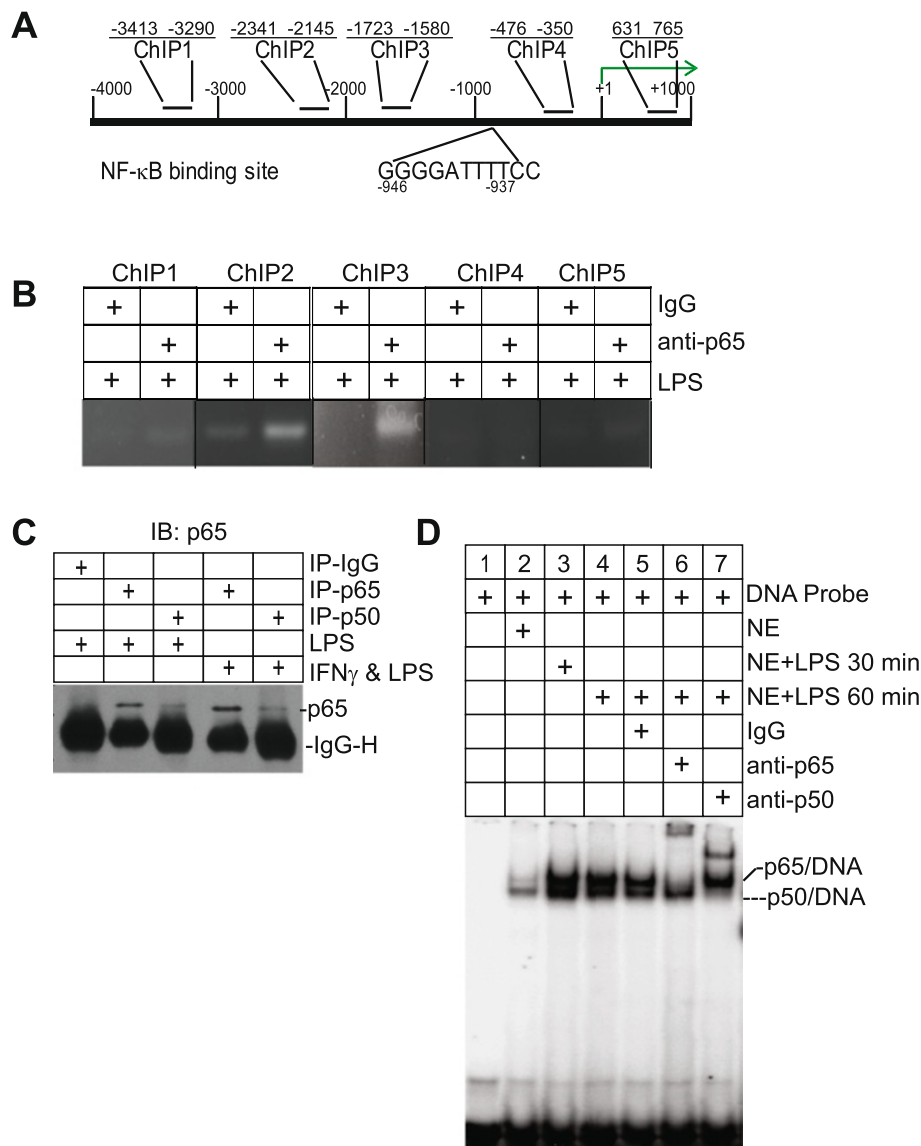 A
-3413 -3290 -2341 -2145 -1723 -1580 -476 -350 631 765
ChIP1 ChIP2 ChIP3 ChIP4 ChIP5
-4000 -3000 -2000 -1000 +1 +1000
NF-κB binding site GGGGATTTTCC
-946 -937
B
ChIP1 ChIP2 ChIP3 ChIP4 ChIP5
+ + + + + IgG
+ + + + + anti-p65
+ + + + + + + + + + LPS
C
IB: p65
+ IP-IgG
+ + IP-p65
+ + IP-p50
+ + + LPS
+ + IFNγ & LPS
-p65
-IgG-H
D
1 2 3 4 5 6 7
+ + + + + + + DNA Probe
+ NE
+ NE+LPS 30 min
+ + + + NE+LPS 60 min
+ IgG
+ anti-p65
+ anti-p50
-p65/DNA
---p50/DNA